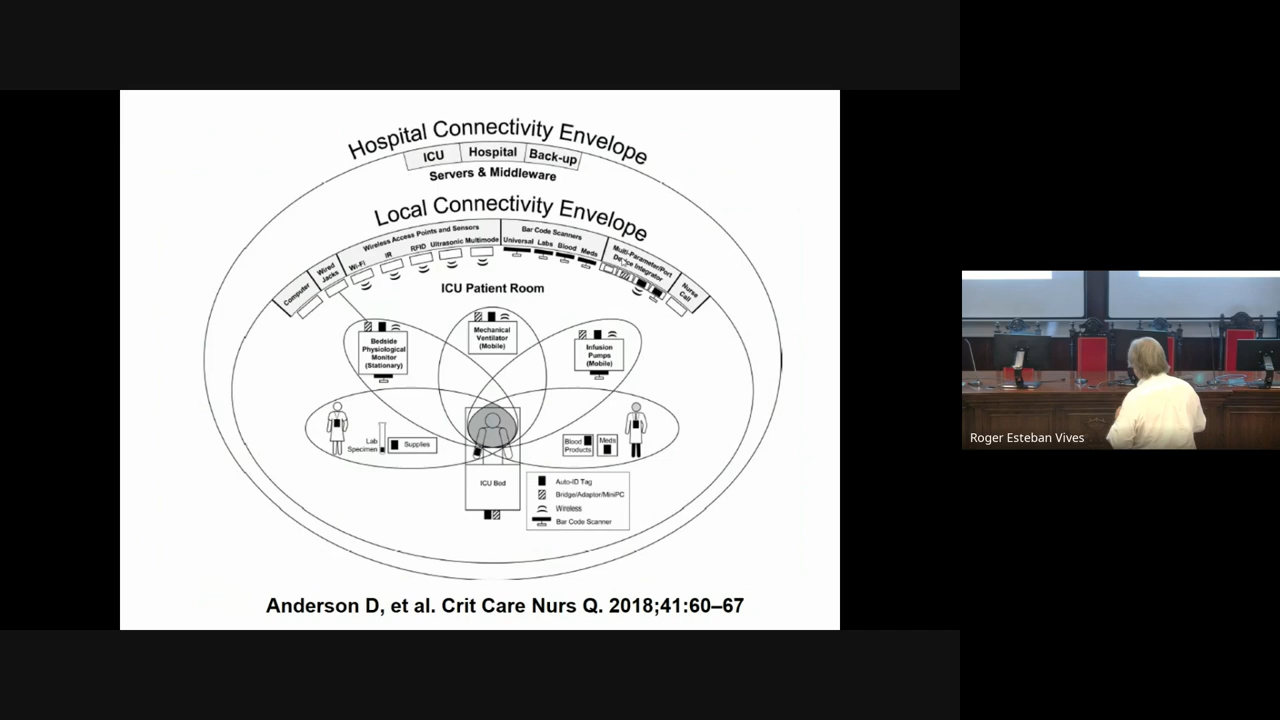 Hospital Connectivity Envelope
ICU Hospital Back-up
Servers & Middleware
Local Connectivity Envelope
Computer
Wired
Jacks
Wireless Access Points and Sensors
Wi-Fi IR RFID Ultrasonic Multimode
Bar Code Scanners
Universal Labs Blood Meds
Multi-Parameter/Port
Device Integrator
Nurse
Call
ICU Patient Room
Bedside
Physiological
Monitor
(Stationary)
Mechanical
Ventilator
(Mobile)
Infusion
Pumps
(Mobile)
Lab
Specimen
Supplies
Blood
Products
Meds
ICU Bed
Auto-ID Tag
Bridge/Adaptor/MiniPC
Wireless
Bar Code Scanner
Anderson D, et al. Crit Care Nurs Q. 2018;41:60–67
Roger Esteban Vives